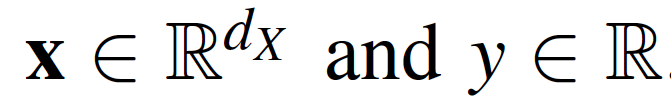 𝐱 ∈ ℝ^{d_X} and y ∈ ℝ.